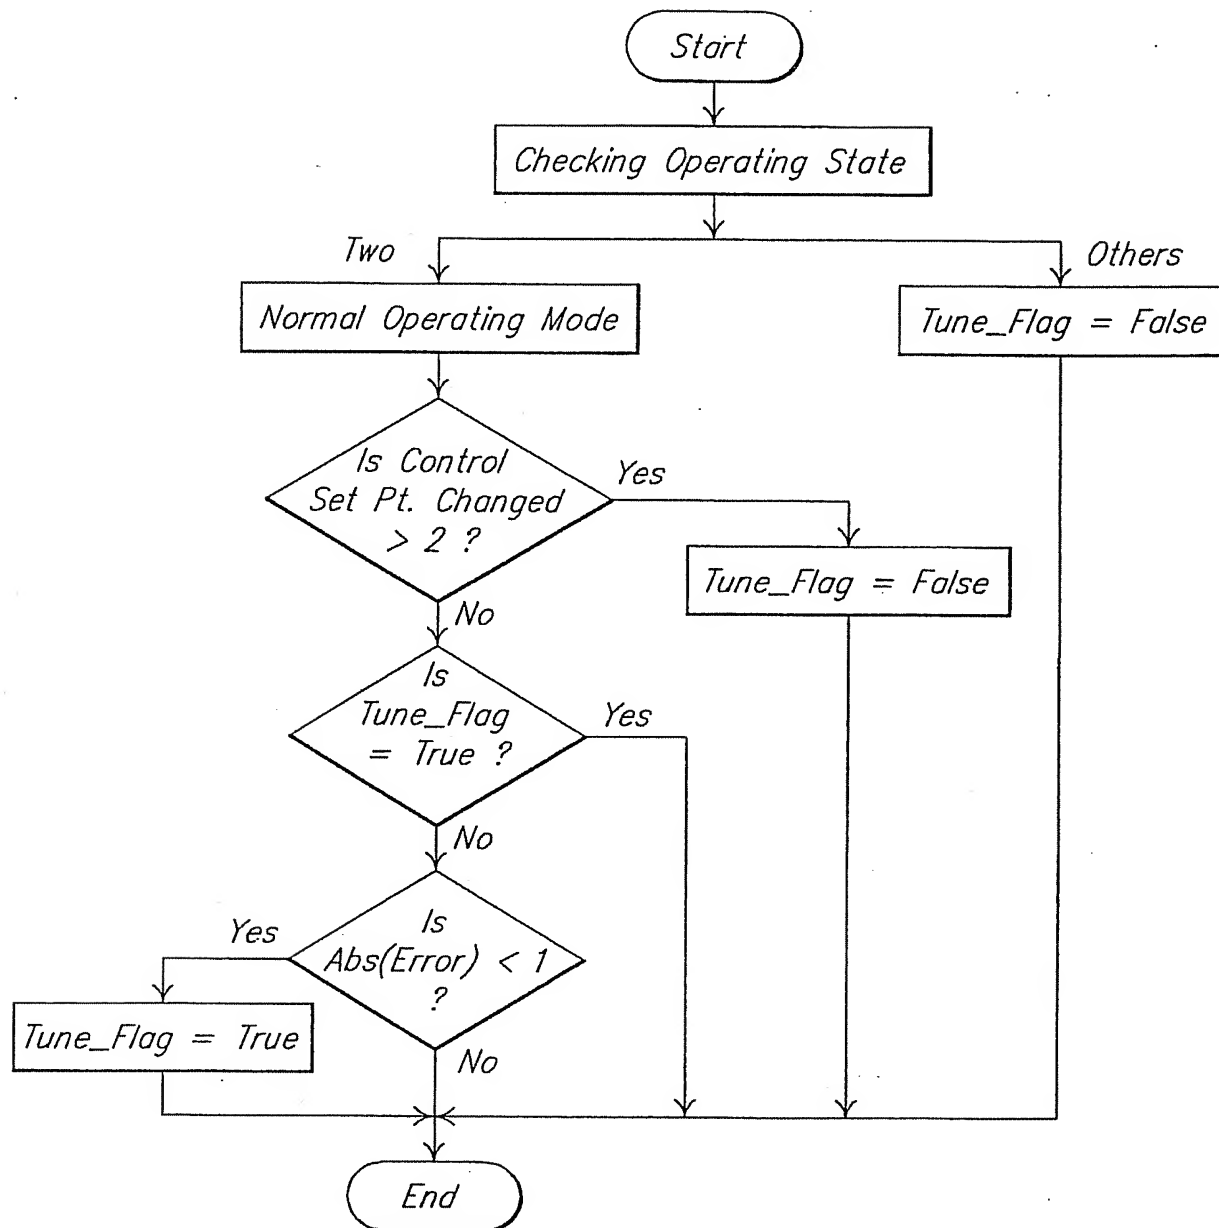 Start
Checking Operating State
Two
Others
Normal Operating Mode
Tune_Flag = False
Is Control
Set Pt. Changed
> 2 ?
Yes
Tune_Flag = False
No
Is
Tune_Flag
= True ?
Yes
No
Is
Abs(Error) < 1
?
Yes
Tune_Flag = True
No
End